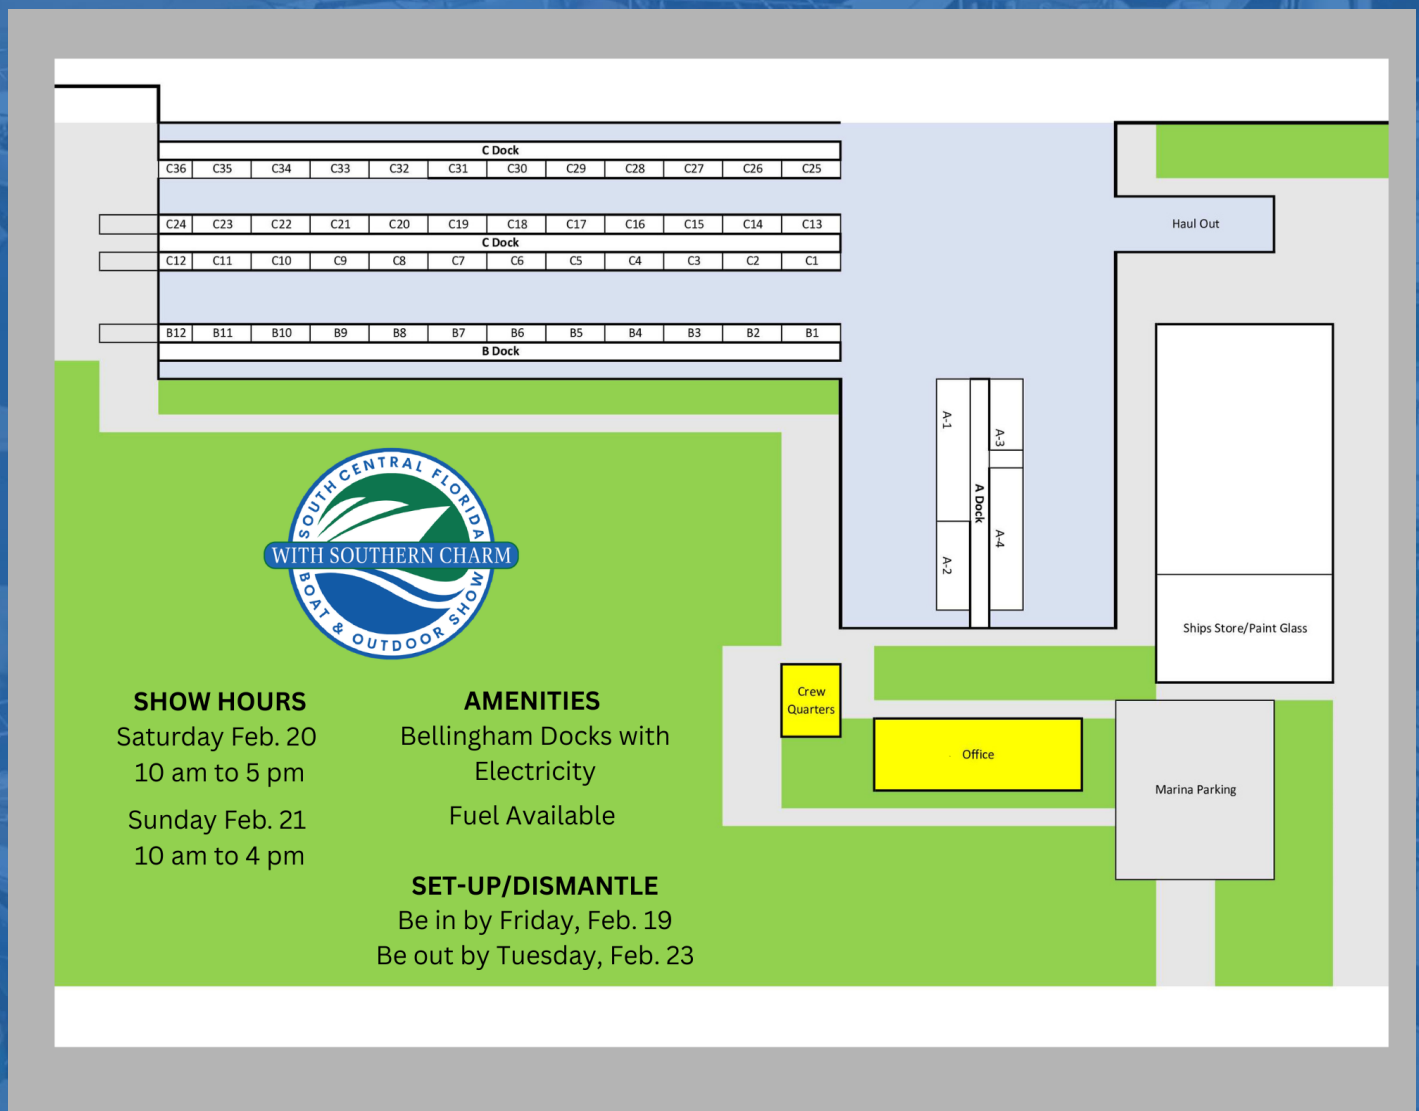 C Dock
C36 C35 C34 C33 C32 C31 C30 C29 C28 C27 C26 C25
C24 C23 C22 C21 C20 C19 C18 C17 C16 C15 C14 C13
C Dock
C12 C11 C10 C9 C8 C7 C6 C5 C4 C3 C2 C1
B12 B11 B10 B9 B8 B7 B6 B5 B4 B3 B2 B1
B Dock
Haul Out
A-1
A-2
A Dock
A-3
A-4
Ships Store/Paint Glass
SOUTH CENTRAL FLORIDA
WITH SOUTHERN CHARM
BOAT & OUTDOOR SHOW
Crew
Quarters
Office
Marina Parking
SHOW HOURS
Saturday Feb. 20
10 am to 5 pm
Sunday Feb. 21
10 am to 4 pm
AMENITIES
Bellingham Docks with
Electricity
Fuel Available
SET-UP/DISMANTLE
Be in by Friday, Feb. 19
Be out by Tuesday, Feb. 23